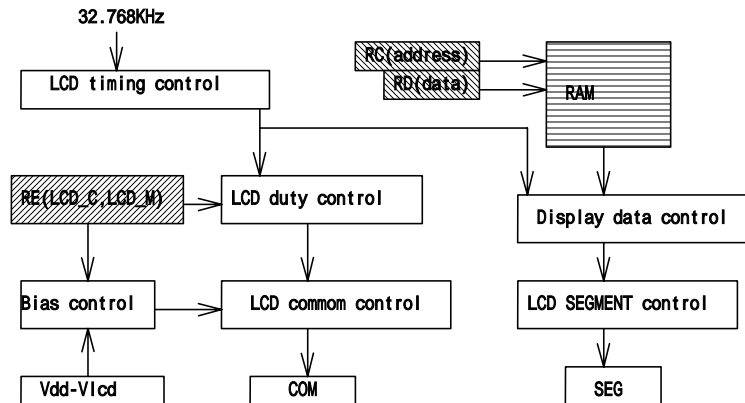 32.768KHz
LCD timing control
RC(address)
RD(data)
RAM
RE(LCD_C,LCD_M)
LCD duty control
Display data control
Bias control
LCD commom control
LCD SEGMENT control
Vdd-Vlcd
COM
SEG